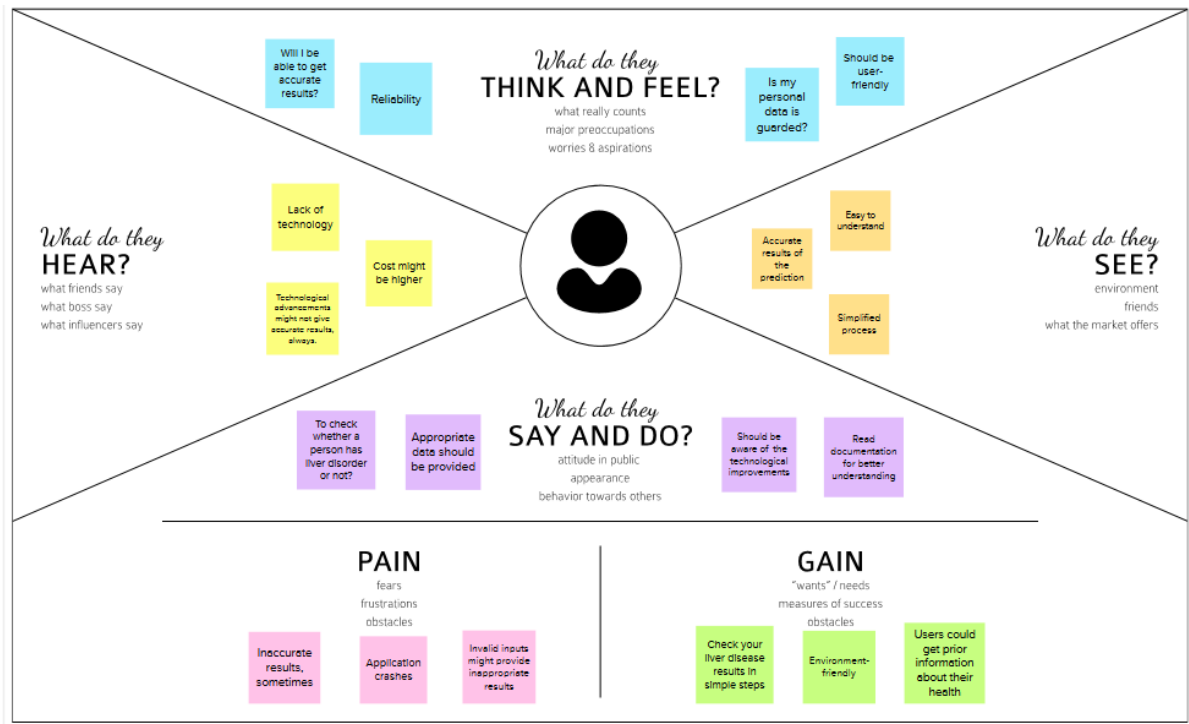 Will I be
able to get
accurate
results?
Reliability
What do they
THINK AND FEEL?
what really counts
major preoccupations
worries & aspirations
Is my
personal
data is
guarded?
Should be
user-
friendly
What do they
HEAR?
what friends say
what boss say
what influencers say
Lack of
technology
Cost might
be higher
Technological
advancements
might not give
accurate results,
always.
Easy to
understand
Accurate
results of
the
prediction
Simplified
process
What do they
SEE?
environment
friends
what the market offers
To check
whether a
person has
liver disorder
or not?
Appropriate
data should
be provided
What do they
SAY AND DO?
attitude in public
appearance
behavior towards others
Should be
aware of the
technological
improvements
Read
documentation
for better
understanding
PAIN
fears
frustrations
obstacles
Inaccurate
results,
sometimes
Application
crashes
Invalid inputs
might provide
inappropriate
results
GAIN
"wants" / needs
measures of success
obstacles
Check your
liver disease
results in
simple steps
Environment-
friendly
Users could
get prior
information
about their
health